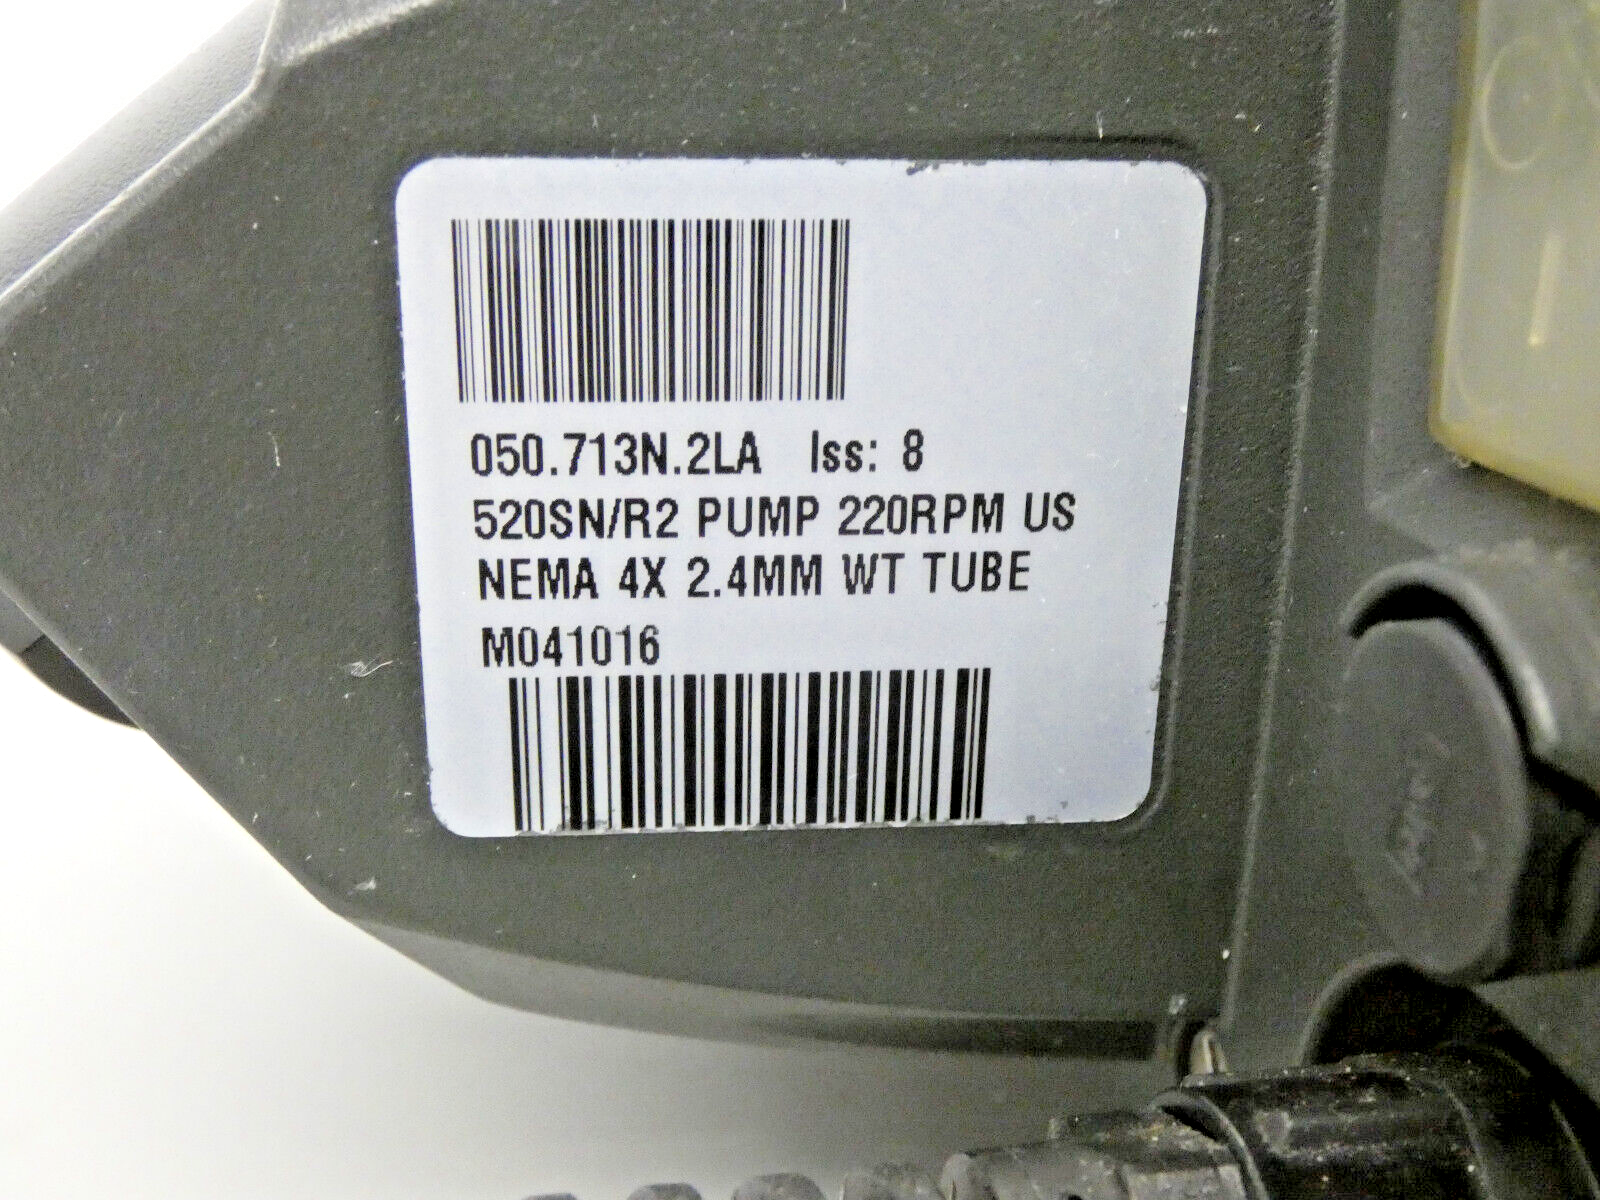 050.713N.2LA Iss: 8
520SN/R2 PUMP 220RPM US
NEMA 4X 2.4MM WT TUBE
M041016